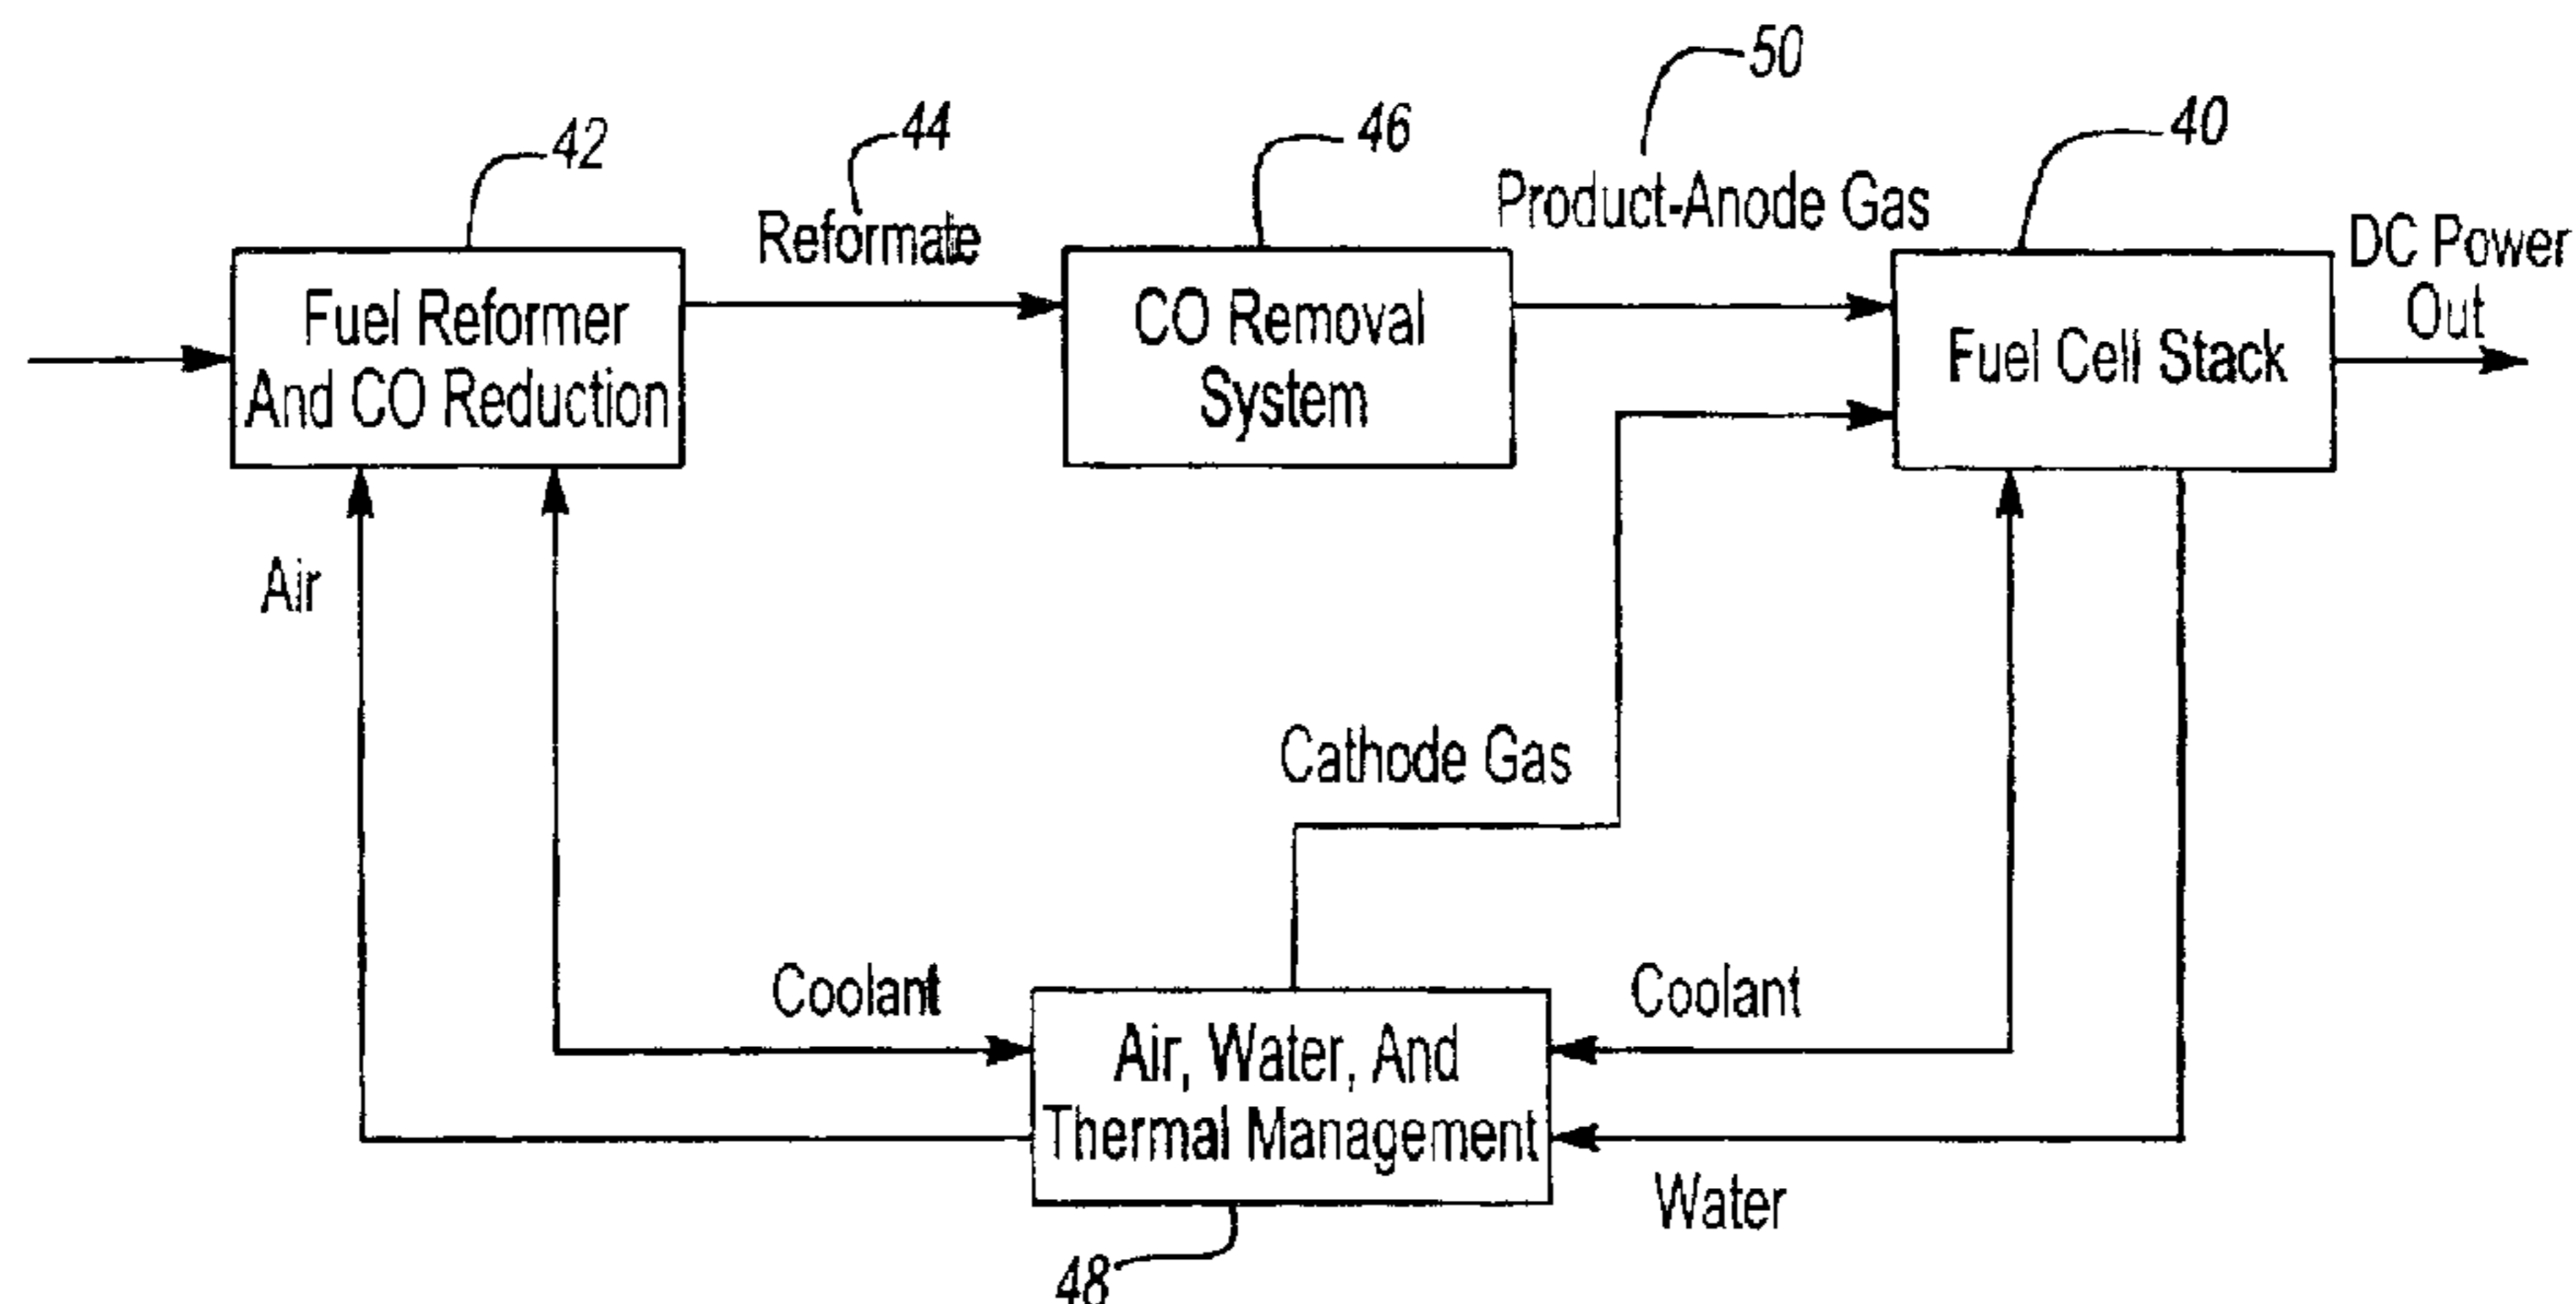 50
42
44
46
40
Reformate
Product-Anode Gas
DC Power
Out
Fuel Reformer
And CO Reduction
CO Removal
System
Fuel Cell Stack
Air
Cathode Gas
Coolant
Coolant
Air, Water, And
Thermal Management
Water
48